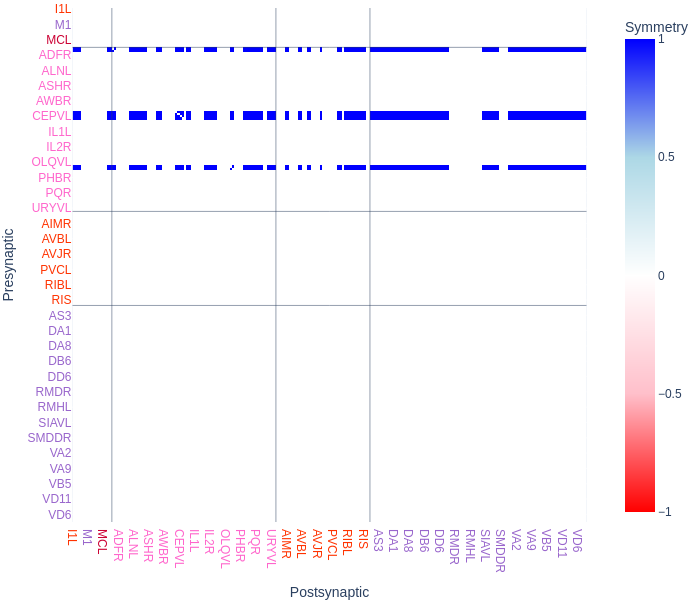 Symmetry
1
0.5
0
−0.5
−1
Presynaptic
I1L
M1
MCL
ADFR
ALNL
ASHR
AWBR
CEPVL
IL1L
IL2R
OLQVL
PHBR
PQR
URYVL
AIMR
AVBL
AVJR
PVCL
RIBL
RIS
AS3
DA1
DA8
DB6
DD6
RMDR
RMHL
SIAVL
SMDDR
VA2
VA9
VB5
VD11
VD6
I1L
M1
MCL
ADFR
ALNL
ASHR
AWBR
CEPVL
IL1L
IL2R
OLQVL
PHBR
PQR
URYVL
AIMR
AVBL
AVJR
PVCL
RIBL
RIS
AS3
DA1
DA8
DB6
DD6
RMDR
RMHL
SIAVL
SMDDR
VA2
VA9
VB5
VD11
VD6
Postsynaptic